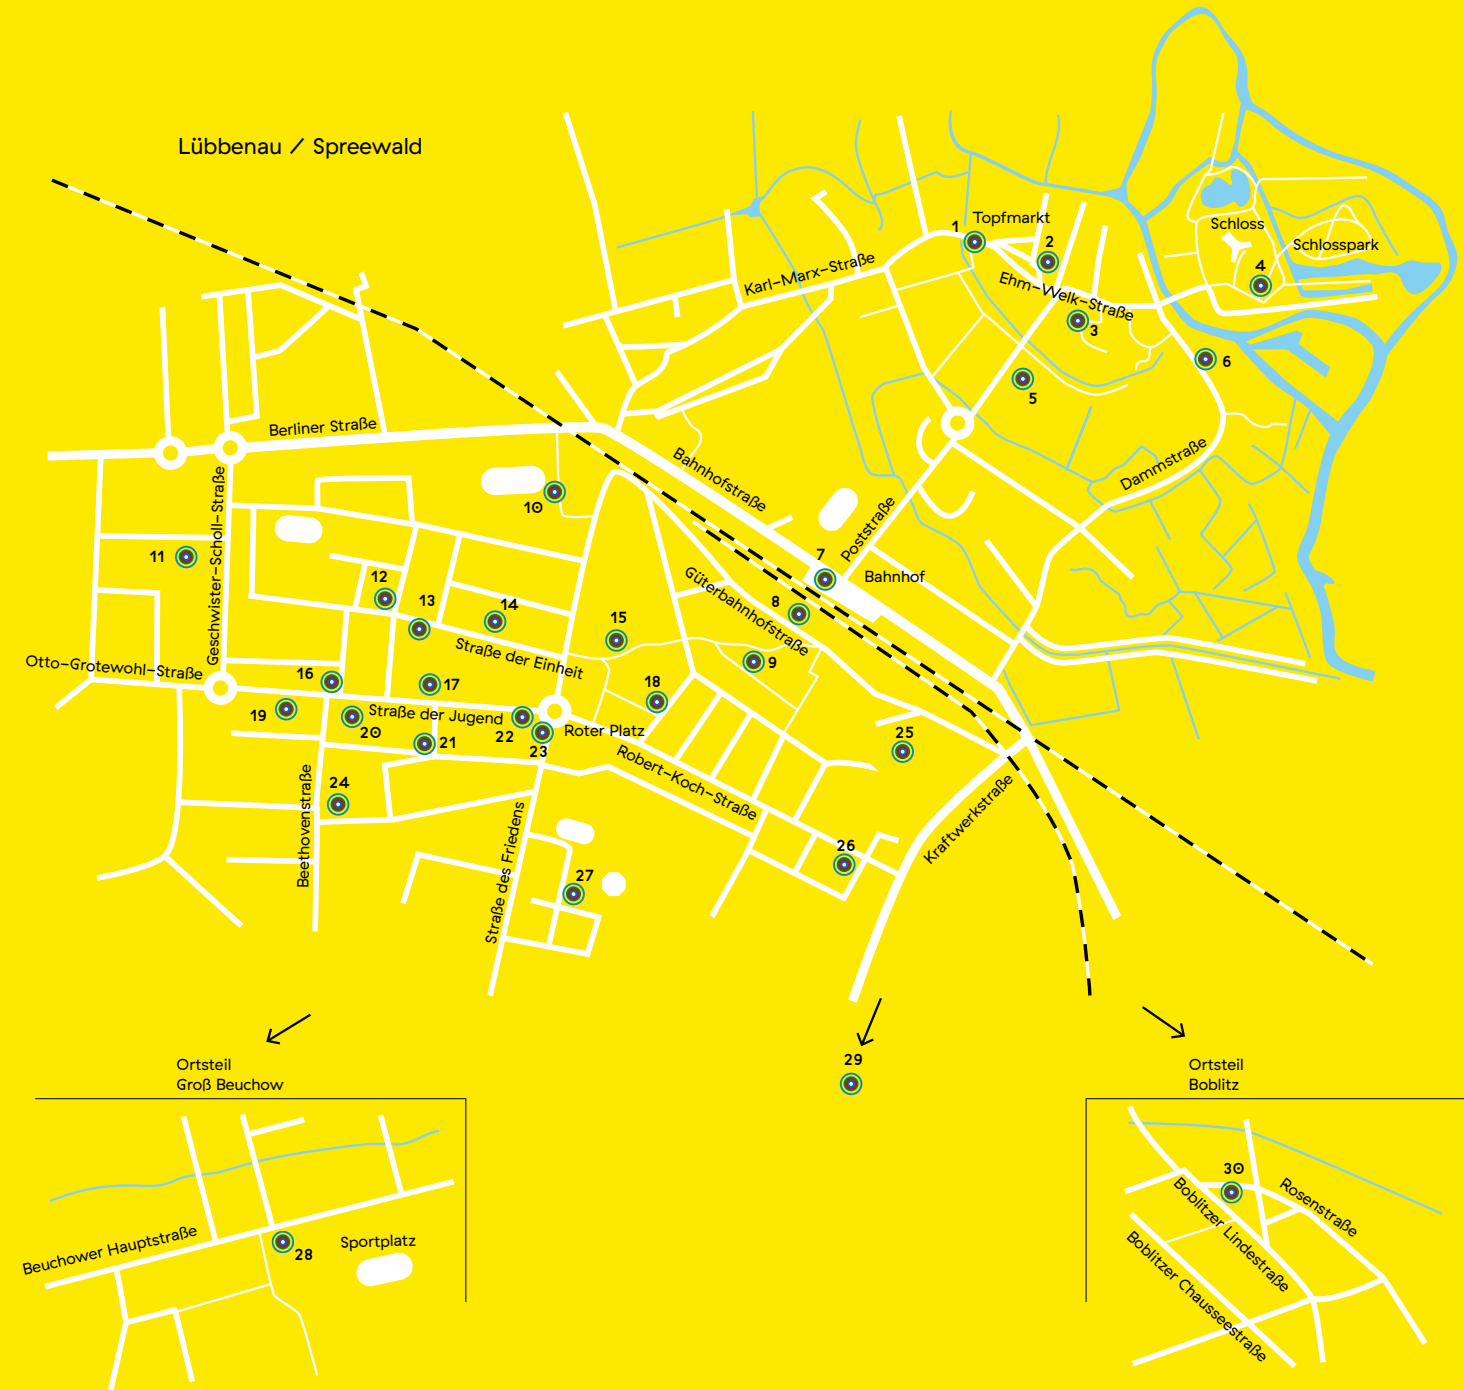 Lübbenau / Spreewald
1
Topfmarkt
2
Schloss
Schlosspark
4
Karl-Marx-Straße
Ehm-Welk-Straße
3
6
5
Berliner Straße
Bahnhofstraße
Dammstraße
10
Geschwister-Scholl-Straße
Poststraße
11
7
Bahnhof
12
13
14
8
15
Güterbahnhofstraße
Straße der Einheit
9
Otto-Grotewohl-Straße
16
17
18
19
20
Straße der Jugend
22
23
Roter Platz
21
25
Robert-Koch-Straße
24
Beethovenstraße
Straße des Friedens
Kraftwerkstraße
26
27
Ortsteil
Groß Beuchow
29
Ortsteil
Boblitz
Beuchower Hauptstraße
28
Sportplatz
30
Rosenstraße
Boblitzer Lindestraße
Boblitzer Chausseestraße